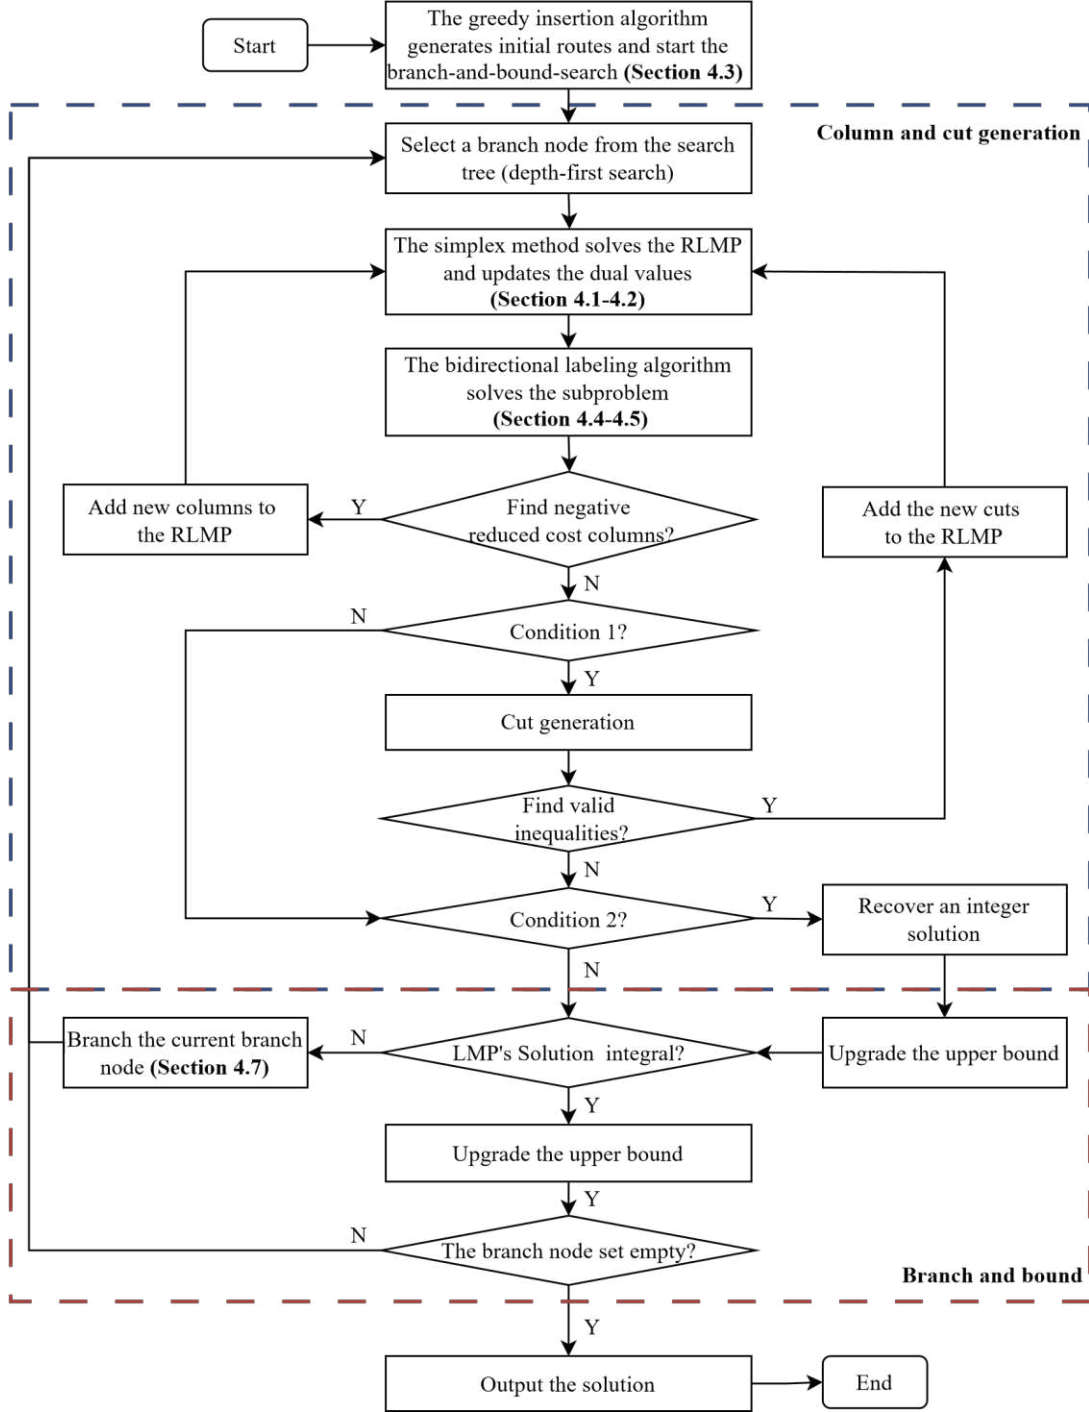 Start
The greedy insertion algorithm
generates initial routes and start the
branch-and-bound-search (Section 4.3)
Column and cut generation
Select a branch node from the search
tree (depth-first search)
The simplex method solves the RLMP
and updates the dual values
(Section 4.1-4.2)
The bidirectional labeling algorithm
solves the subproblem
(Section 4.4-4.5)
Add new columns to
the RLMP
Y
Find negative
reduced cost columns?
Add the new cuts
to the RLMP
N
N
Condition 1?
Y
Cut generation
Find valid
inequalities?
Y
N
Condition 2?
Y
Recover an integer
solution
N
Branch the current branch
node (Section 4.7)
N
LMP's Solution integral?
Upgrade the upper bound
Y
Upgrade the upper bound
Y
N
The branch node set empty?
Branch and bound
Y
Output the solution
End